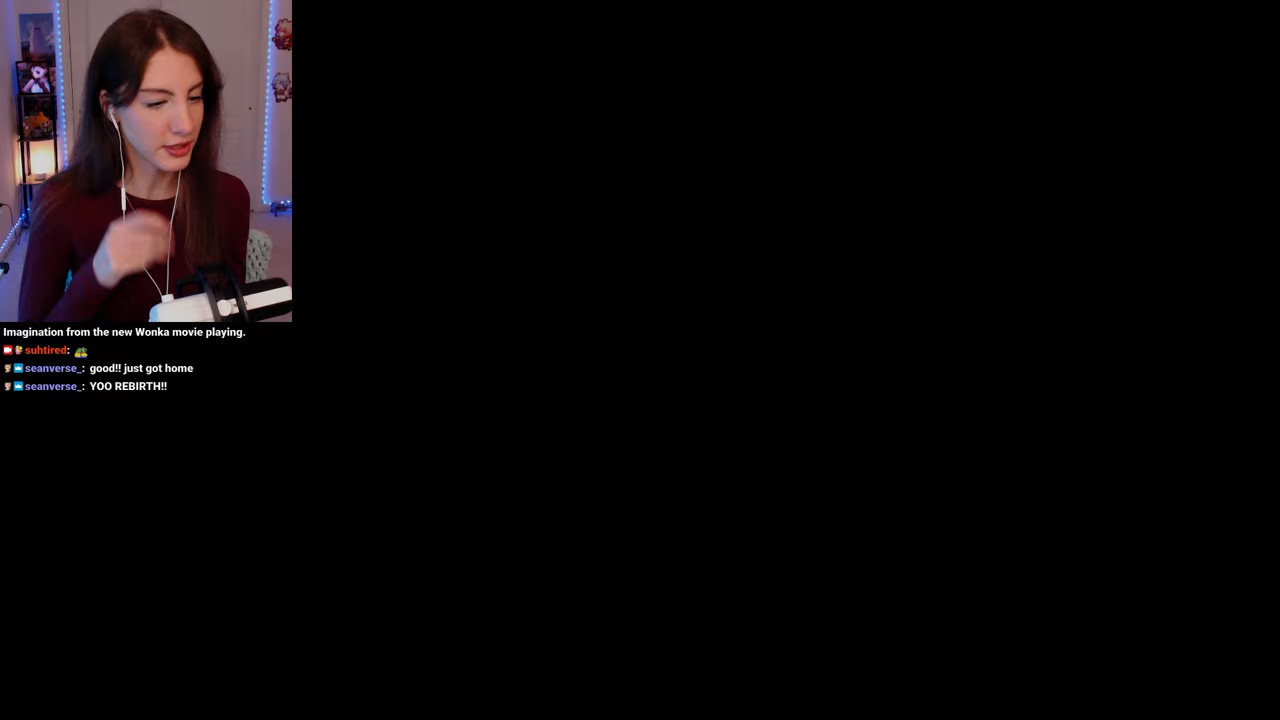 Imagination from the new Wonka movie playing.
suhtired:
seanverse_: good!! just got home
seanverse_: YOO REBIRTH!!